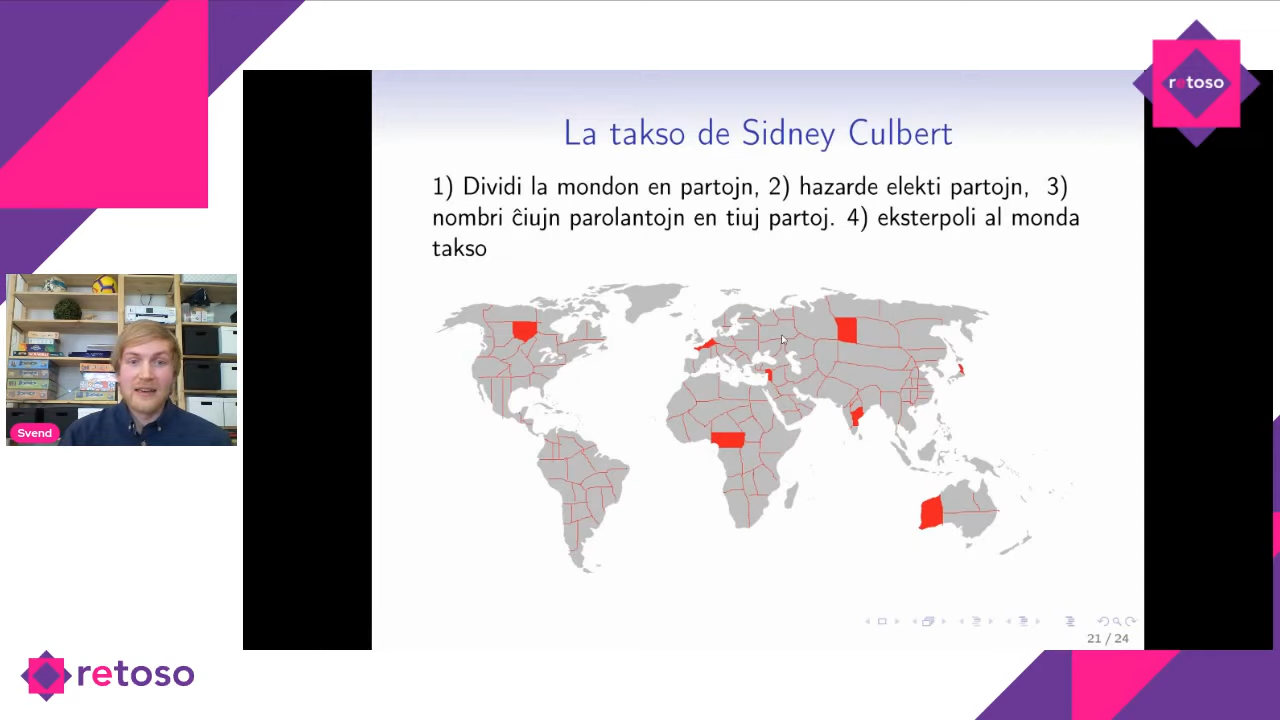 retoso
La takso de Sidney Culbert
1) Dividi la mondon en partojn, 2) hazarde elekti partojn, 3)
nombri ĉiujn parolantojn en tiuj partoj. 4) eksterpoli al monda
takso
Svend
21 / 24
retoso